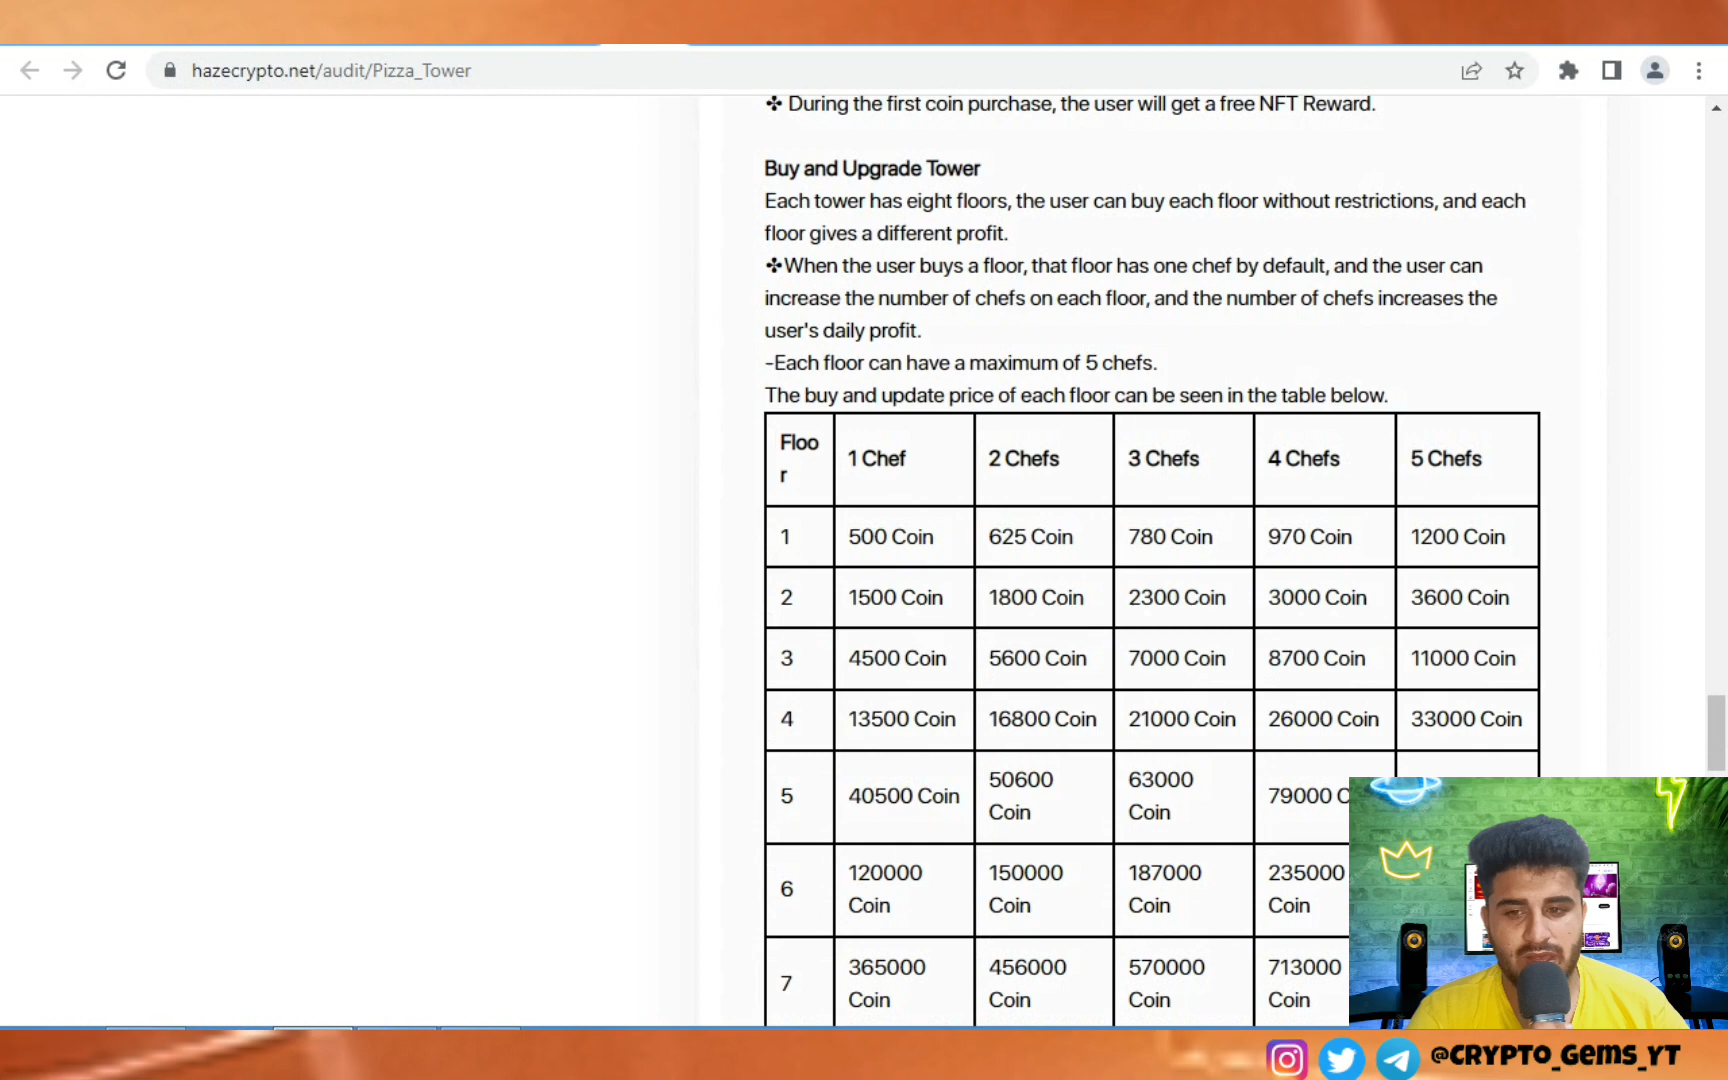 hazecrypto.net/audit/Pizza_Tower
✣ During the first coin purchase, the user will get a free NFT Reward.
Buy and Upgrade Tower
Each tower has eight floors, the user can buy each floor without restrictions, and each
floor gives a different profit.
✣When the user buys a floor, that floor has one chef by default, and the user can
increase the number of chefs on each floor, and the number of chefs increases the
user's daily profit.
-Each floor can have a maximum of 5 chefs.
The buy and update price of each floor can be seen in the table below.
Floo
r 1 Chef 2 Chefs 3 Chefs 4 Chefs 5 Chefs
1 500 Coin 625 Coin 780 Coin 970 Coin 1200 Coin
2 1500 Coin 1800 Coin 2300 Coin 3000 Coin 3600 Coin
3 4500 Coin 5600 Coin 7000 Coin 8700 Coin 11000 Coin
4 13500 Coin 16800 Coin 21000 Coin 26000 Coin 33000 Coin
5 40500 Coin 50600 Coin 63000 Coin 79000 C
6 120000 Coin 150000 Coin 187000 Coin 235000 Coin
7 365000 Coin 456000 Coin 570000 Coin 713000 Coin
@CRYPTO_GEMS_YT